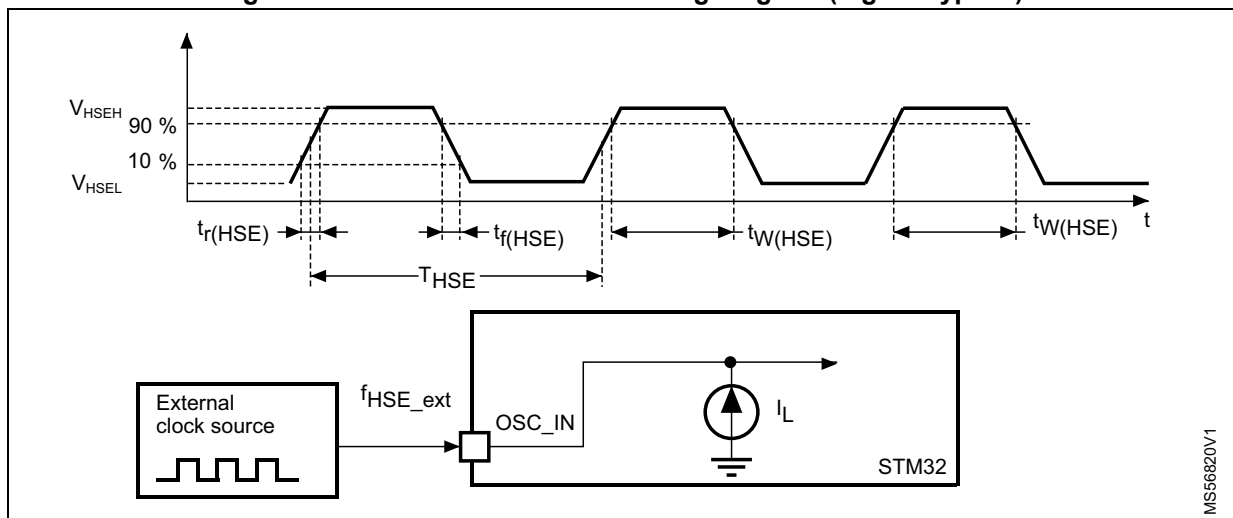 V_HSEH
90 %
10 %
V_HSEL
t_r(HSE)
t_f(HSE)
t_W(HSE)
t_W(HSE)
t
T_HSE
External
clock source
f_HSE_ext
OSC_IN
I_L
STM32
MS56820V1